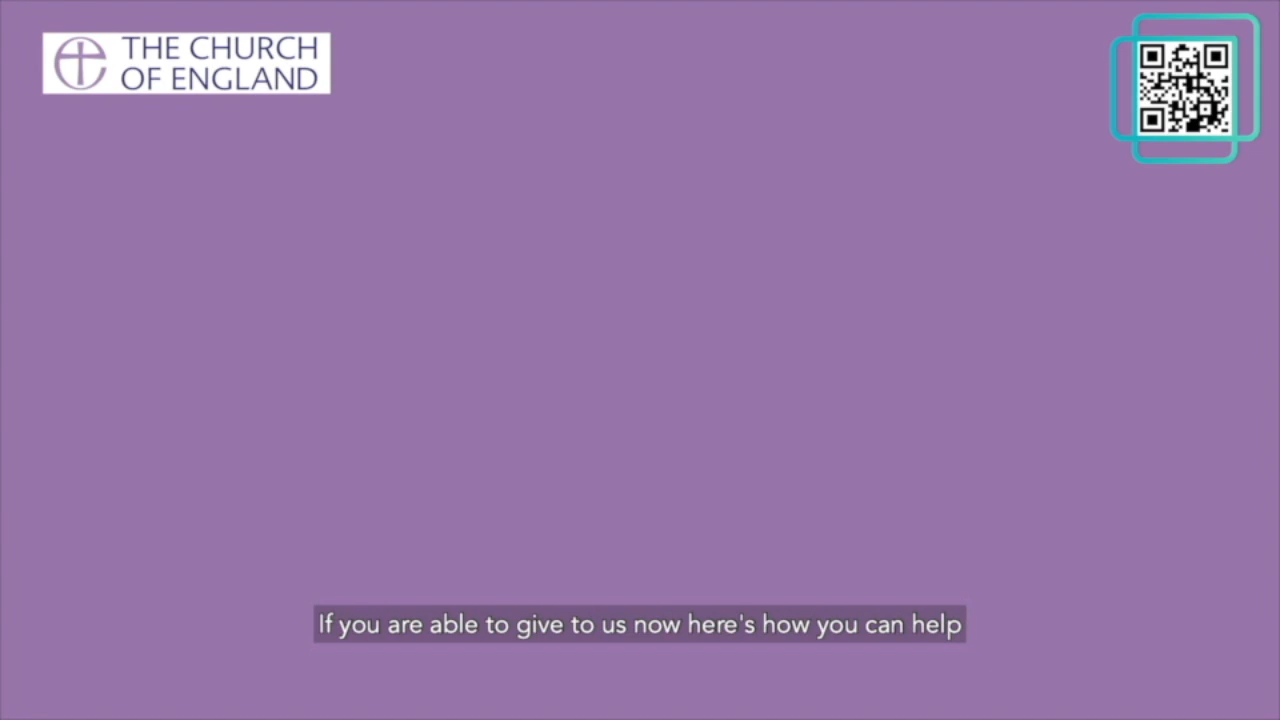 THE CHURCH
OF ENGLAND
If you are able to give to us now here's how you can help